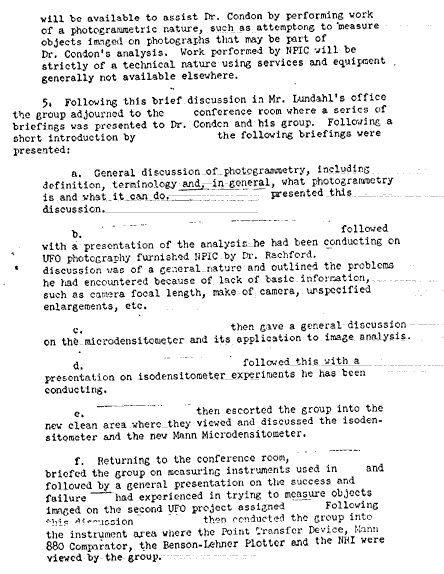 will be available to assist Dr. Condon by performing work
of a photogrammetric nature, such as attemptong to measure
objects imaged on photographs that may be part of
Dr. Condon's analysis. Work performed by NPIC will be
strictly of a technical nature using services and equipment
generally not available elsewhere.
5. Following this brief discussion in Mr. Lundahl's office
the group adjourned to the conference room where a series of
briefings was presented to Dr. Condon and his group. Following a
short introduction by the following briefings were
presented:
a. General discussion of photogrammetry, including
definition, terminology and, in general, what photogrammetry
is and what it can do. presented this
discussion.
b. followed
with a presentation of the analysis he had been conducting on
UFO photography furnished NPIC by Dr. Rachford.
discussion was of a general nature and outlined the problems
he had encountered because of lack of basic information,
such as camera focal length, make of camera, unspecified
enlargements, etc.
c. then gave a general discussion
on the microdensitometer and its application to image analysis.
d. followed this with a
presentation on isodensitometer experiments he has been
conducting.
e. then escorted the group into the
new clean area where they viewed and discussed the isoden-
sitometer and the new Mann Microdensitometer.
f. Returning to the conference room,
briefed the group on measuring instruments used in and
followed by a general presentation on the success and
failure had experienced in trying to measure objects
imaged on the second UFO project assigned Following
this discussion then conducted the group into
the instrument area where the Point Transfer Device, Mann
880 Comparator, the Benson-Lehner Plotter and the NRI were
viewed by the group.